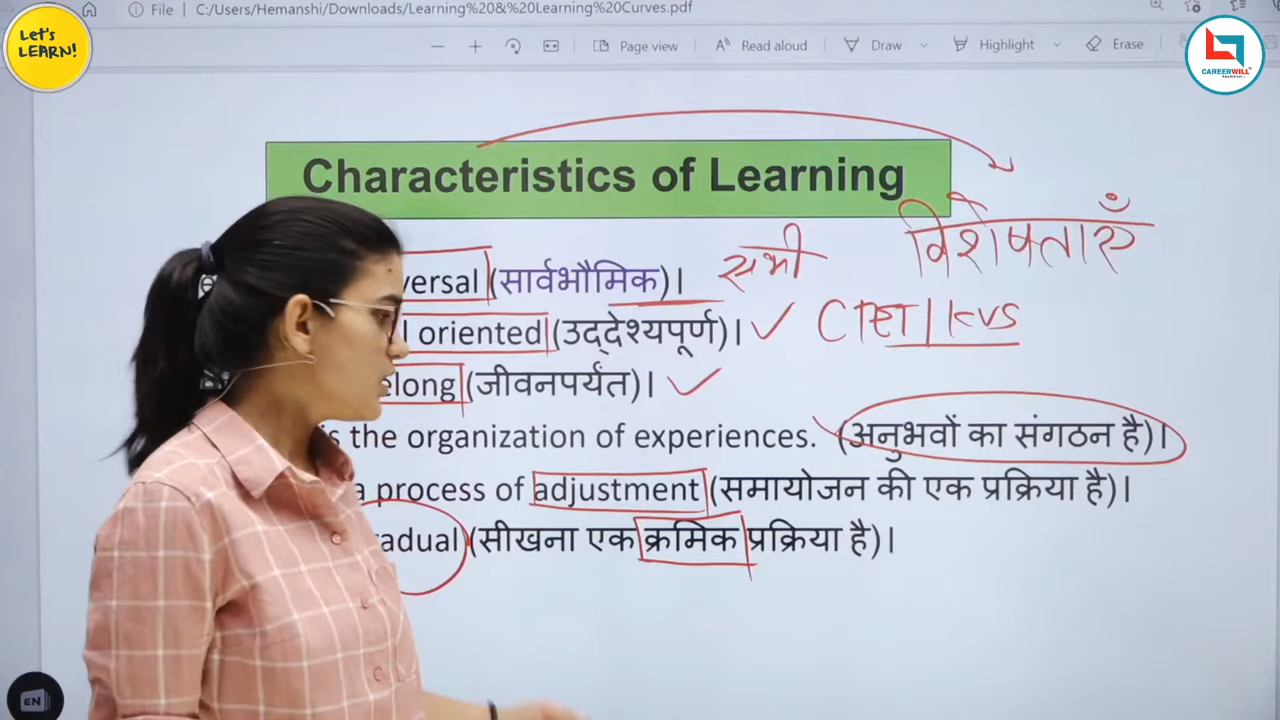 Let's
LEARN!
File | C:/Users/Hemanshi/Downloads/Learning%20&%20Learning%20Curves.pdf
Page view
Read aloud
Draw
Highlight
Erase
CAREERWILL
Characteristics of Learning
विशेषताएँ
versal (सार्वभौमिक)। सभी
l oriented (उद्देश्यपूर्ण)। ✓ CTET / KVS
elong (जीवनपर्यंत)। ✓
is the organization of experiences. (अनुभवों का संगठन है)।
a process of adjustment (समायोजन की एक प्रक्रिया है)।
radual (सीखना एक क्रमिक प्रक्रिया है)।
EN